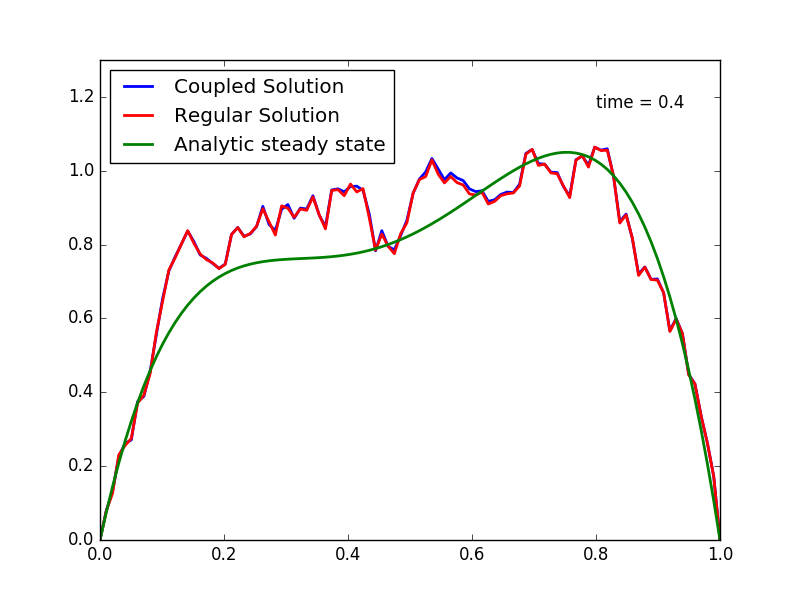 Coupled Solution
Regular Solution
Analytic steady state
time = 0.4
1.2
1.0
0.8
0.6
0.4
0.2
0.0
0.0 0.2 0.4 0.6 0.8 1.0